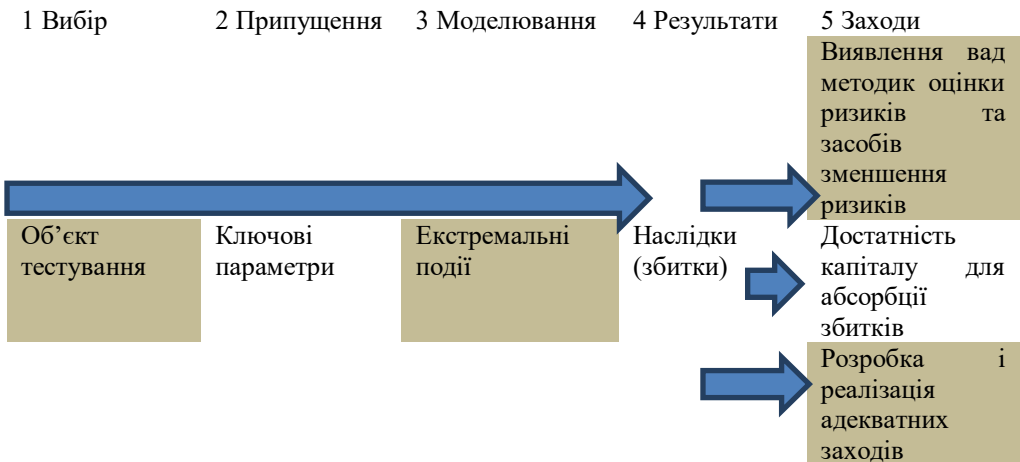 1 Вибір
2 Припущення
3 Моделювання
4 Результати
5 Заходи
Виявлення вад
методик оцінки
ризиків та
засобів
зменшення
ризиків
Об’єкт
тестування
Ключові
параметри
Екстремальні
події
Наслідки
(збитки)
Достатність
капіталу для
абсорбції
збитків
Розробка і
реалізація
адекватних
заходів